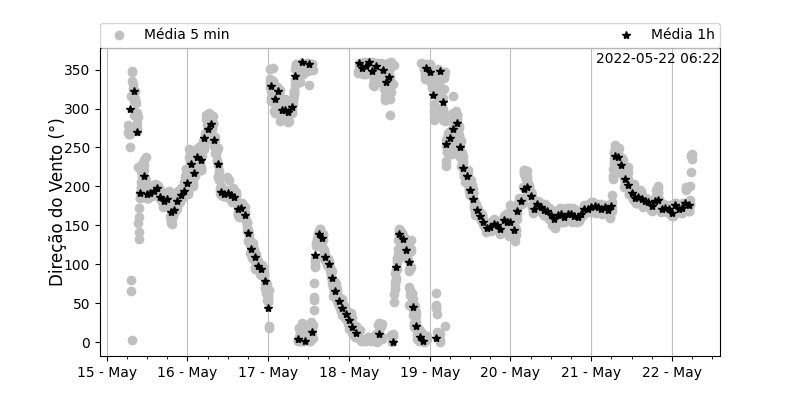 Média 5 min
Média 1h
2022-05-22 06:22
Direção do Vento (°)
350
300
250
200
150
100
50
0
15 - May
16 - May
17 - May
18 - May
19 - May
20 - May
21 - May
22 - May